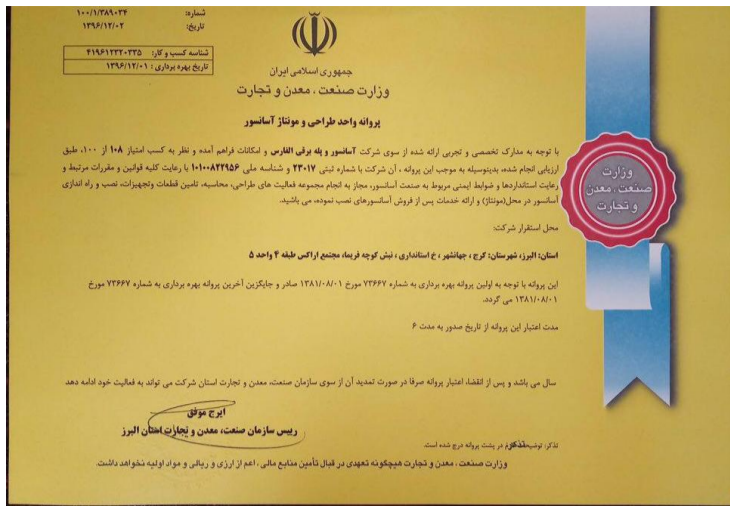 شماره: ۱۰۰/۱/۳۸۹۰۳۴
تاریخ: ۱۳۹۶/۱۲/۰۲
شناسه کسب و کار: ۴۱۹۶۱۲۳۲۰۳۳۵
تاریخ بهره برداری : ۱۳۹۶/۱۲/۰۱
جمهوری اسلامی ایران
وزارت صنعت ، معدن و تجارت
پروانه واحد طراحی و مونتاژ آسانسور
با توجه به مدارک تخصصی و تجربی ارائه شده از سوی شرکت آسانسور و پله برقی الفارس و امکانات فراهم آمده و نظر به کسب امتیاز ۱۰۸ از ۱۰۰، طبق
ارزیابی انجام شده، بدینوسیله به موجب این پروانه ، آن شرکت با شماره ثبتی ۲۳۰۱۷ و شناسه ملی ۱۰۱۰۰۸۲۲۹۵۶ با رعایت کلیه قوانین و مقررات مرتبط و
رعایت استانداردها و ضوابط ایمنی مربوط به صنعت آسانسور، مجاز به انجام مجموعه فعالیت های طراحی، محاسبه، تامین قطعات وتجهیزات، نصب و راه اندازی
آسانسور در محل(مونتاژ) و ارائه خدمات پس از فروش آسانسورهای نصب نموده، می باشید.
محل استقرار شرکت:
استان: البرز، شهرستان: کرج ، جهانشهر ، خ استانداری ، نبش کوچه فریما، مجتمع اراکس طبقه ۴ واحد ۵
این پروانه با توجه به اولین پروانه بهره برداری به شماره ۷۳۶۶۷ مورخ ۱۳۸۱/۰۸/۰۱ صادر و جایگزین آخرین پروانه بهره برداری به شماره ۷۳۶۶۷ مورخ
۱۳۸۱/۰۸/۰۱ می گردد.
مدت اعتبار این پروانه از تاریخ صدور به مدت ۶
سال می باشد و پس از انقضا، اعتبار پروانه صرفا در صورت تمدید آن از سوی سازمان صنعت، معدن و تجارت استان شرکت می تواند به فعالیت خود ادامه دهد
ایرج موفق
رییس سازمان صنعت، معدن و تجارت استان البرز
تذکر: در پشت پروانه درج شده است.
وزارت صنعت ، معدن و تجارت هیچگونه تعهدی در قبال تأمین منابع مالی ، اعم از ارزی و ریالی و مواد اولیه نخواهد داشت.
وزارت
صنعت ، معدن
و تجارت